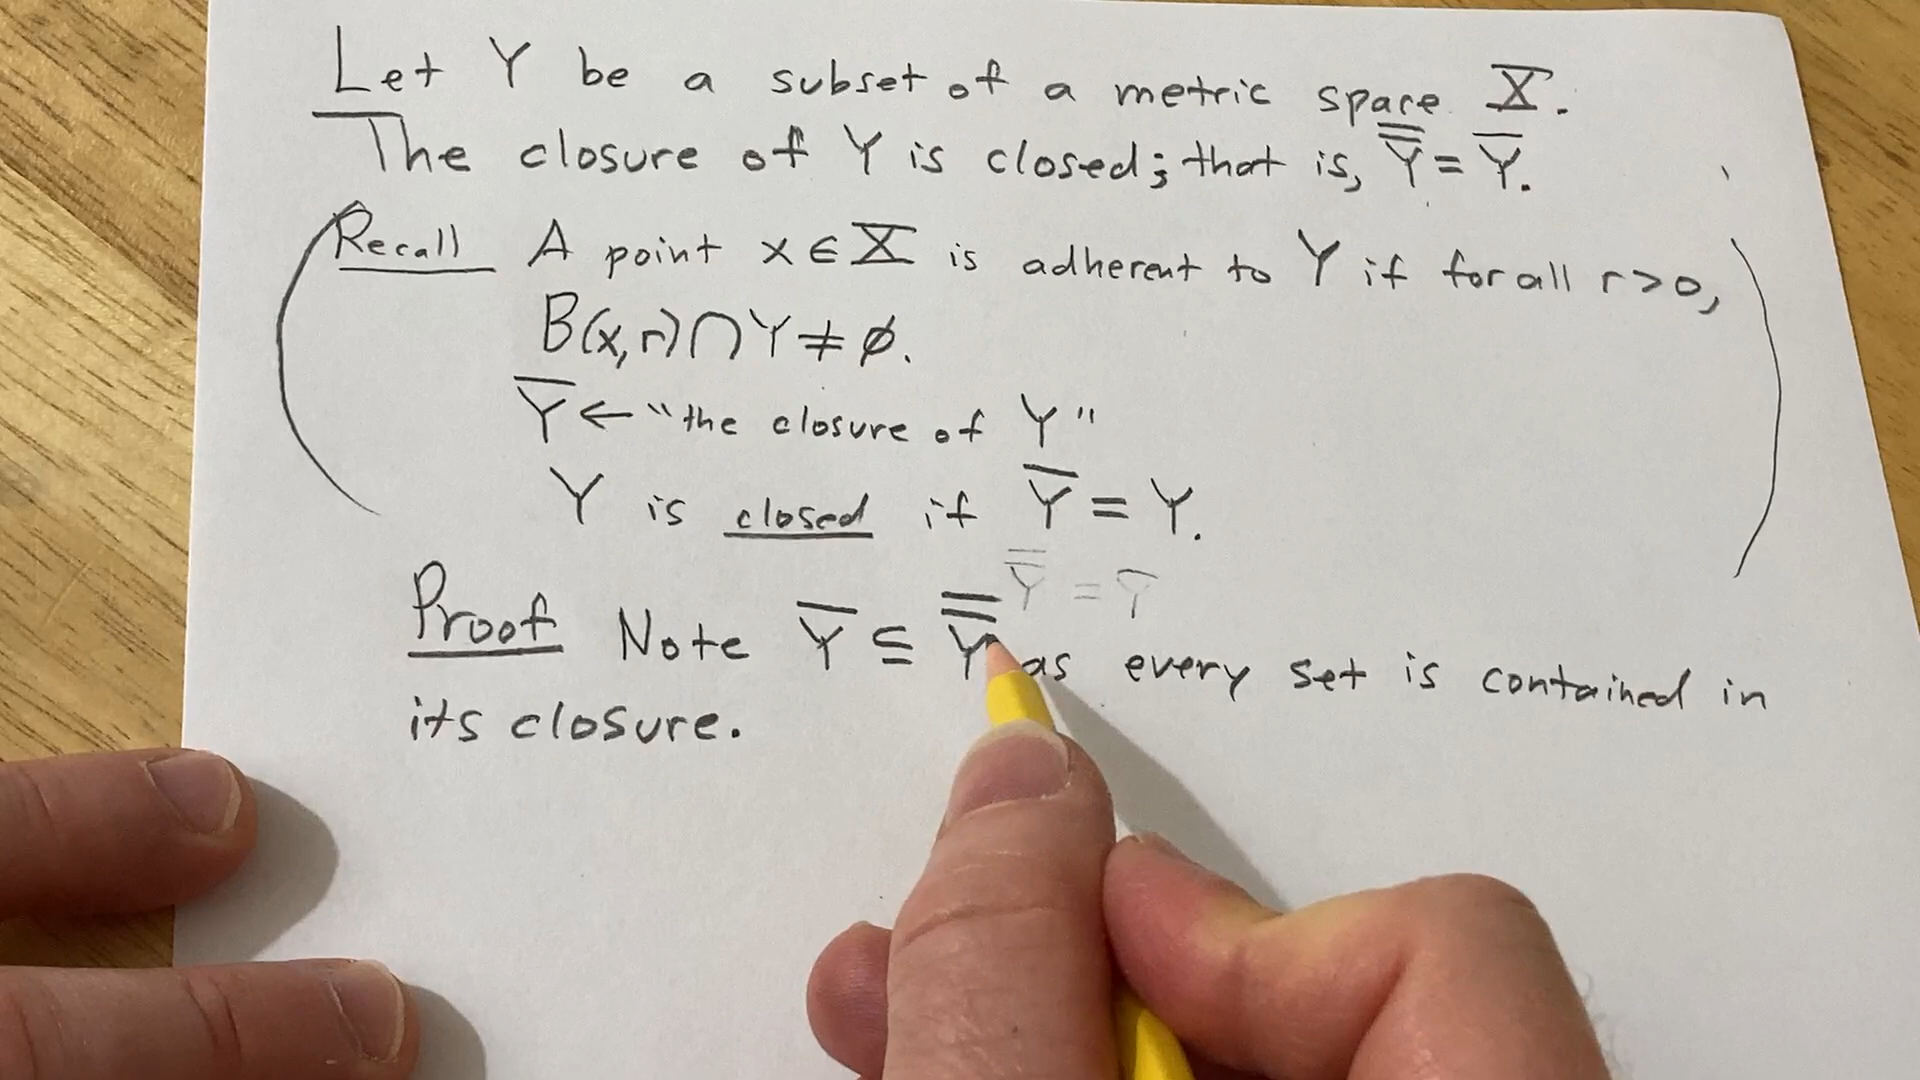 Let Y be a subset of a metric space X.
The closure of Y is closed; that is, Y̿ = Y̅.
Recall A point x ∈ X is adherent to Y if for all r > 0,
B(x, r) ∩ Y ≠ ∅.
Y̅ ← "the closure of Y"
Y is closed if Y̅ = Y.
Y̿ = Y̅
Proof Note Y̅ ⊆ Y̿ as every set is contained in
its closure.